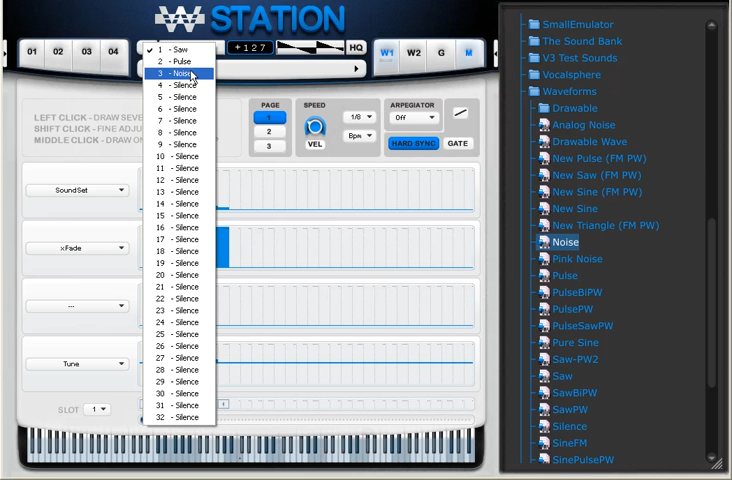 W STATION
01 02 03 04
+127
HQ
W1 W2 G M
1 - Saw
2 - Pulse
3 - Noise
4 - Silence
5 - Silence
6 - Silence
7 - Silence
8 - Silence
9 - Silence
10 - Silence
11 - Silence
12 - Silence
13 - Silence
14 - Silence
15 - Silence
16 - Silence
17 - Silence
18 - Silence
19 - Silence
20 - Silence
21 - Silence
22 - Silence
23 - Silence
24 - Silence
25 - Silence
26 - Silence
27 - Silence
28 - Silence
29 - Silence
30 - Silence
31 - Silence
32 - Silence
LEFT CLICK - DRAW
SHIFT CLICK - FINE
MIDDLE CLICK - DRAW
PAGE
1
2
3
SPEED
VEL
1/8
Bpm
ARPEGIATOR
Off
HARD SYNC
GATE
SoundSet
xFade
---
Tune
SLOT 1
SmallEmulator
The Sound Bank
V3 Test Sounds
Vocalsphere
Waveforms
Drawable
Analog Noise
Drawable Wave
New Pulse (FM PW)
New Saw (FM PW)
New Sine (FM PW)
New Sine
New Triangle (FM PW)
Noise
Pink Noise
Pulse
PulseBiPW
PulsePW
PulseSawPW
Pure Sine
Saw-PW2
Saw
SawBiPW
SawPW
Silence
SineFM
SinePulsePW